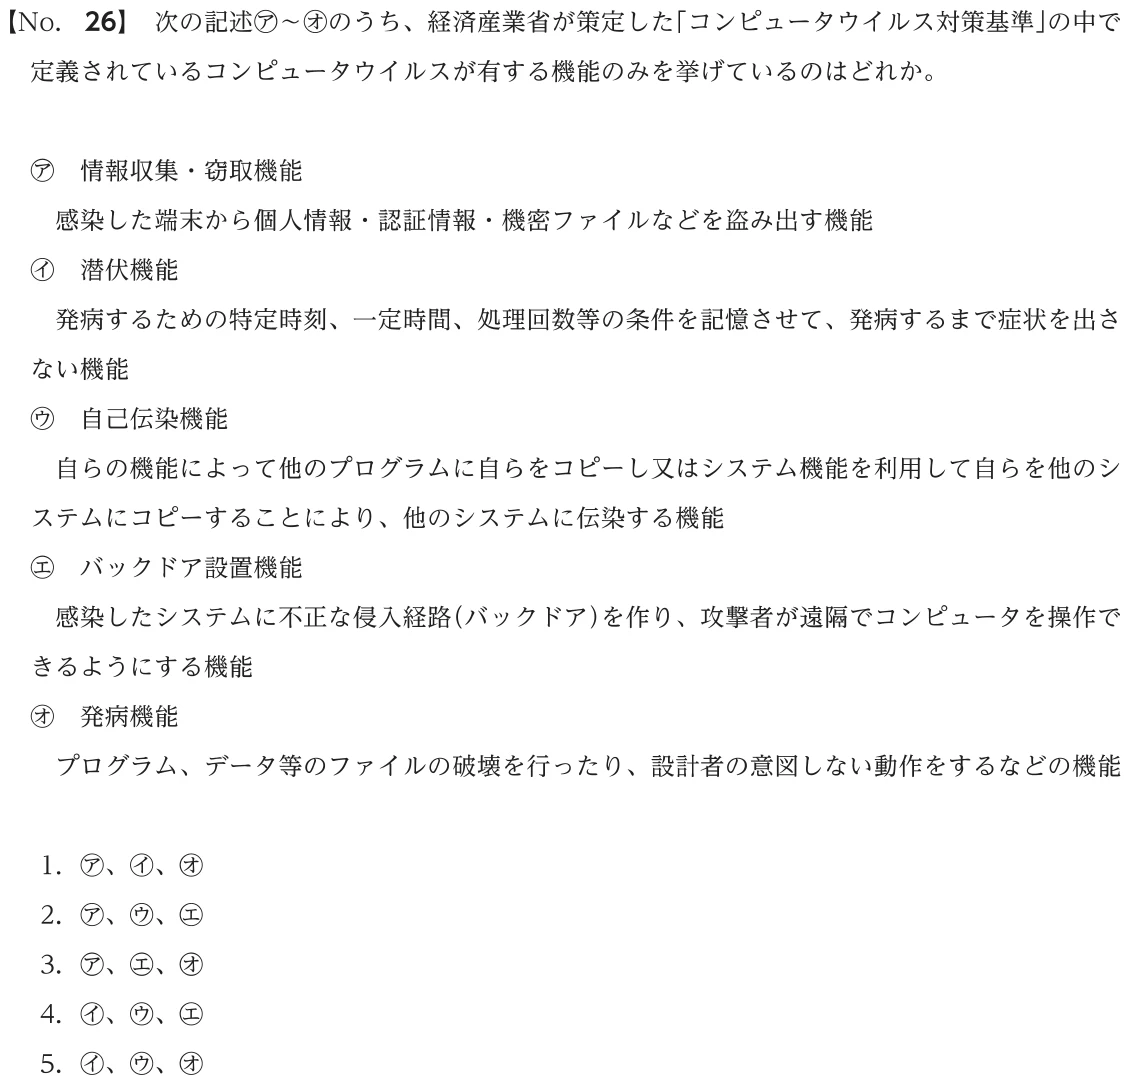 【No. 26】 次の記述㋐～㋔のうち、経済産業省が策定した「コンピュータウイルス対策基準」の中で
定義されているコンピュータウイルスが有する機能のみを挙げているのはどれか。
㋐ 情報収集・窃取機能
感染した端末から個人情報・認証情報・機密ファイルなどを盗み出す機能
㋑ 潜伏機能
発病するための特定時刻、一定時間、処理回数等の条件を記憶させて、発病するまで症状を出さ
ない機能
㋒ 自己伝染機能
自らの機能によって他のプログラムに自らをコピーし又はシステム機能を利用して自らを他のシ
ステムにコピーすることにより、他のシステムに伝染する機能
㋓ バックドア設置機能
感染したシステムに不正な侵入経路(バックドア)を作り、攻撃者が遠隔でコンピュータを操作で
きるようにする機能
㋔ 発病機能
プログラム、データ等のファイルの破壊を行ったり、設計者の意図しない動作をするなどの機能
1. ㋐、㋑、㋔
2. ㋐、㋒、㋓
3. ㋐、㋓、㋔
4. ㋑、㋒、㋓
5. ㋑、㋒、㋔